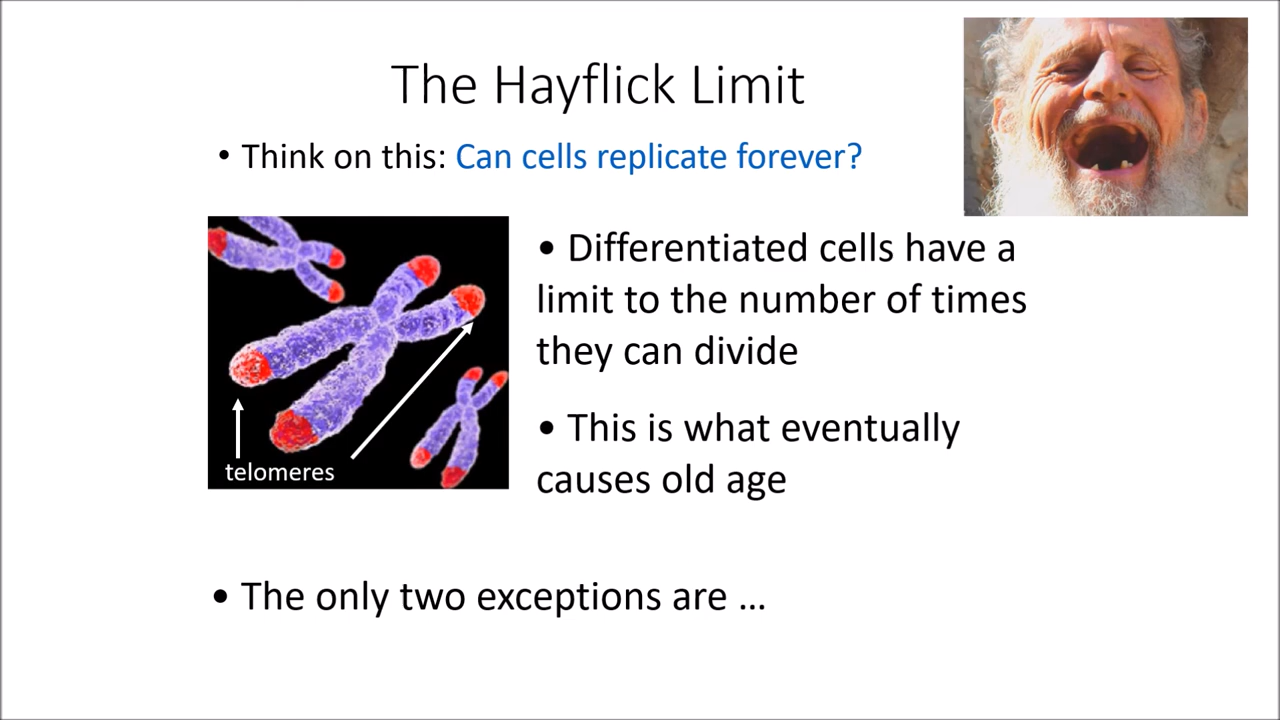 The Hayflick Limit
• Think on this: Can cells replicate forever?
• Differentiated cells have a
limit to the number of times
they can divide
• This is what eventually
causes old age
telomeres
• The only two exceptions are …